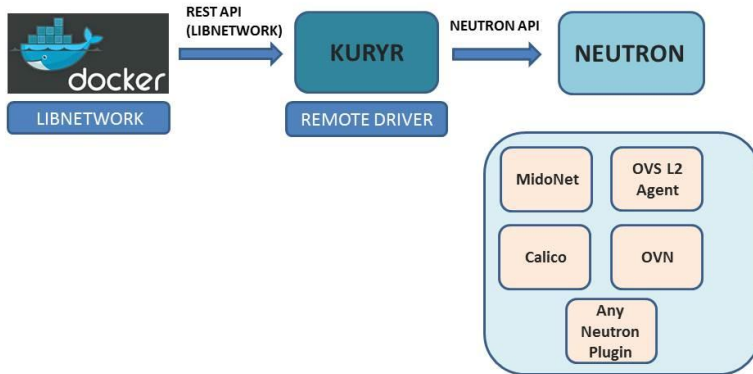 REST API
(LIBNETWORK)
NEUTRON API
docker
KURYR
NEUTRON
LIBNETWORK
REMOTE DRIVER
MidoNet
OVS L2
Agent
Calico
OVN
Any
Neutron
Plugin